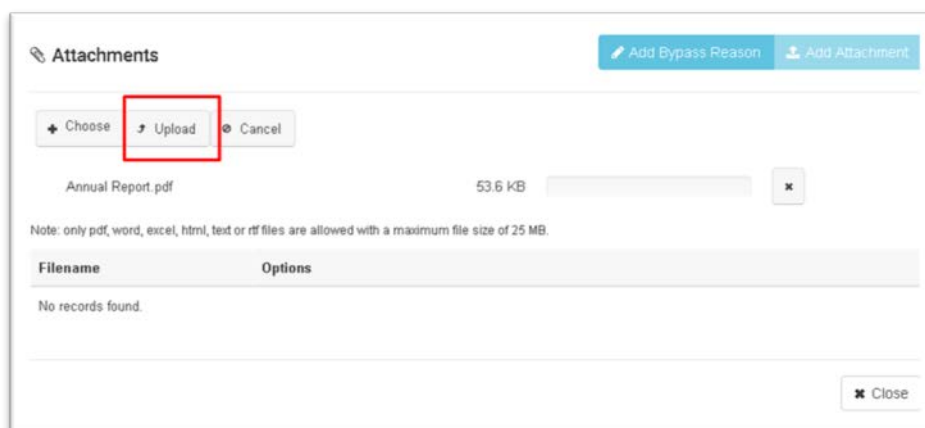 Attachments
Add Bypass Reason
Add Attachment
Choose
Upload
Cancel
Annual Report.pdf 53.6 KB
Note: only pdf, word, excel, html, text or rtf files are allowed with a maximum file size of 25 MB.
Filename Options
No records found.
Close